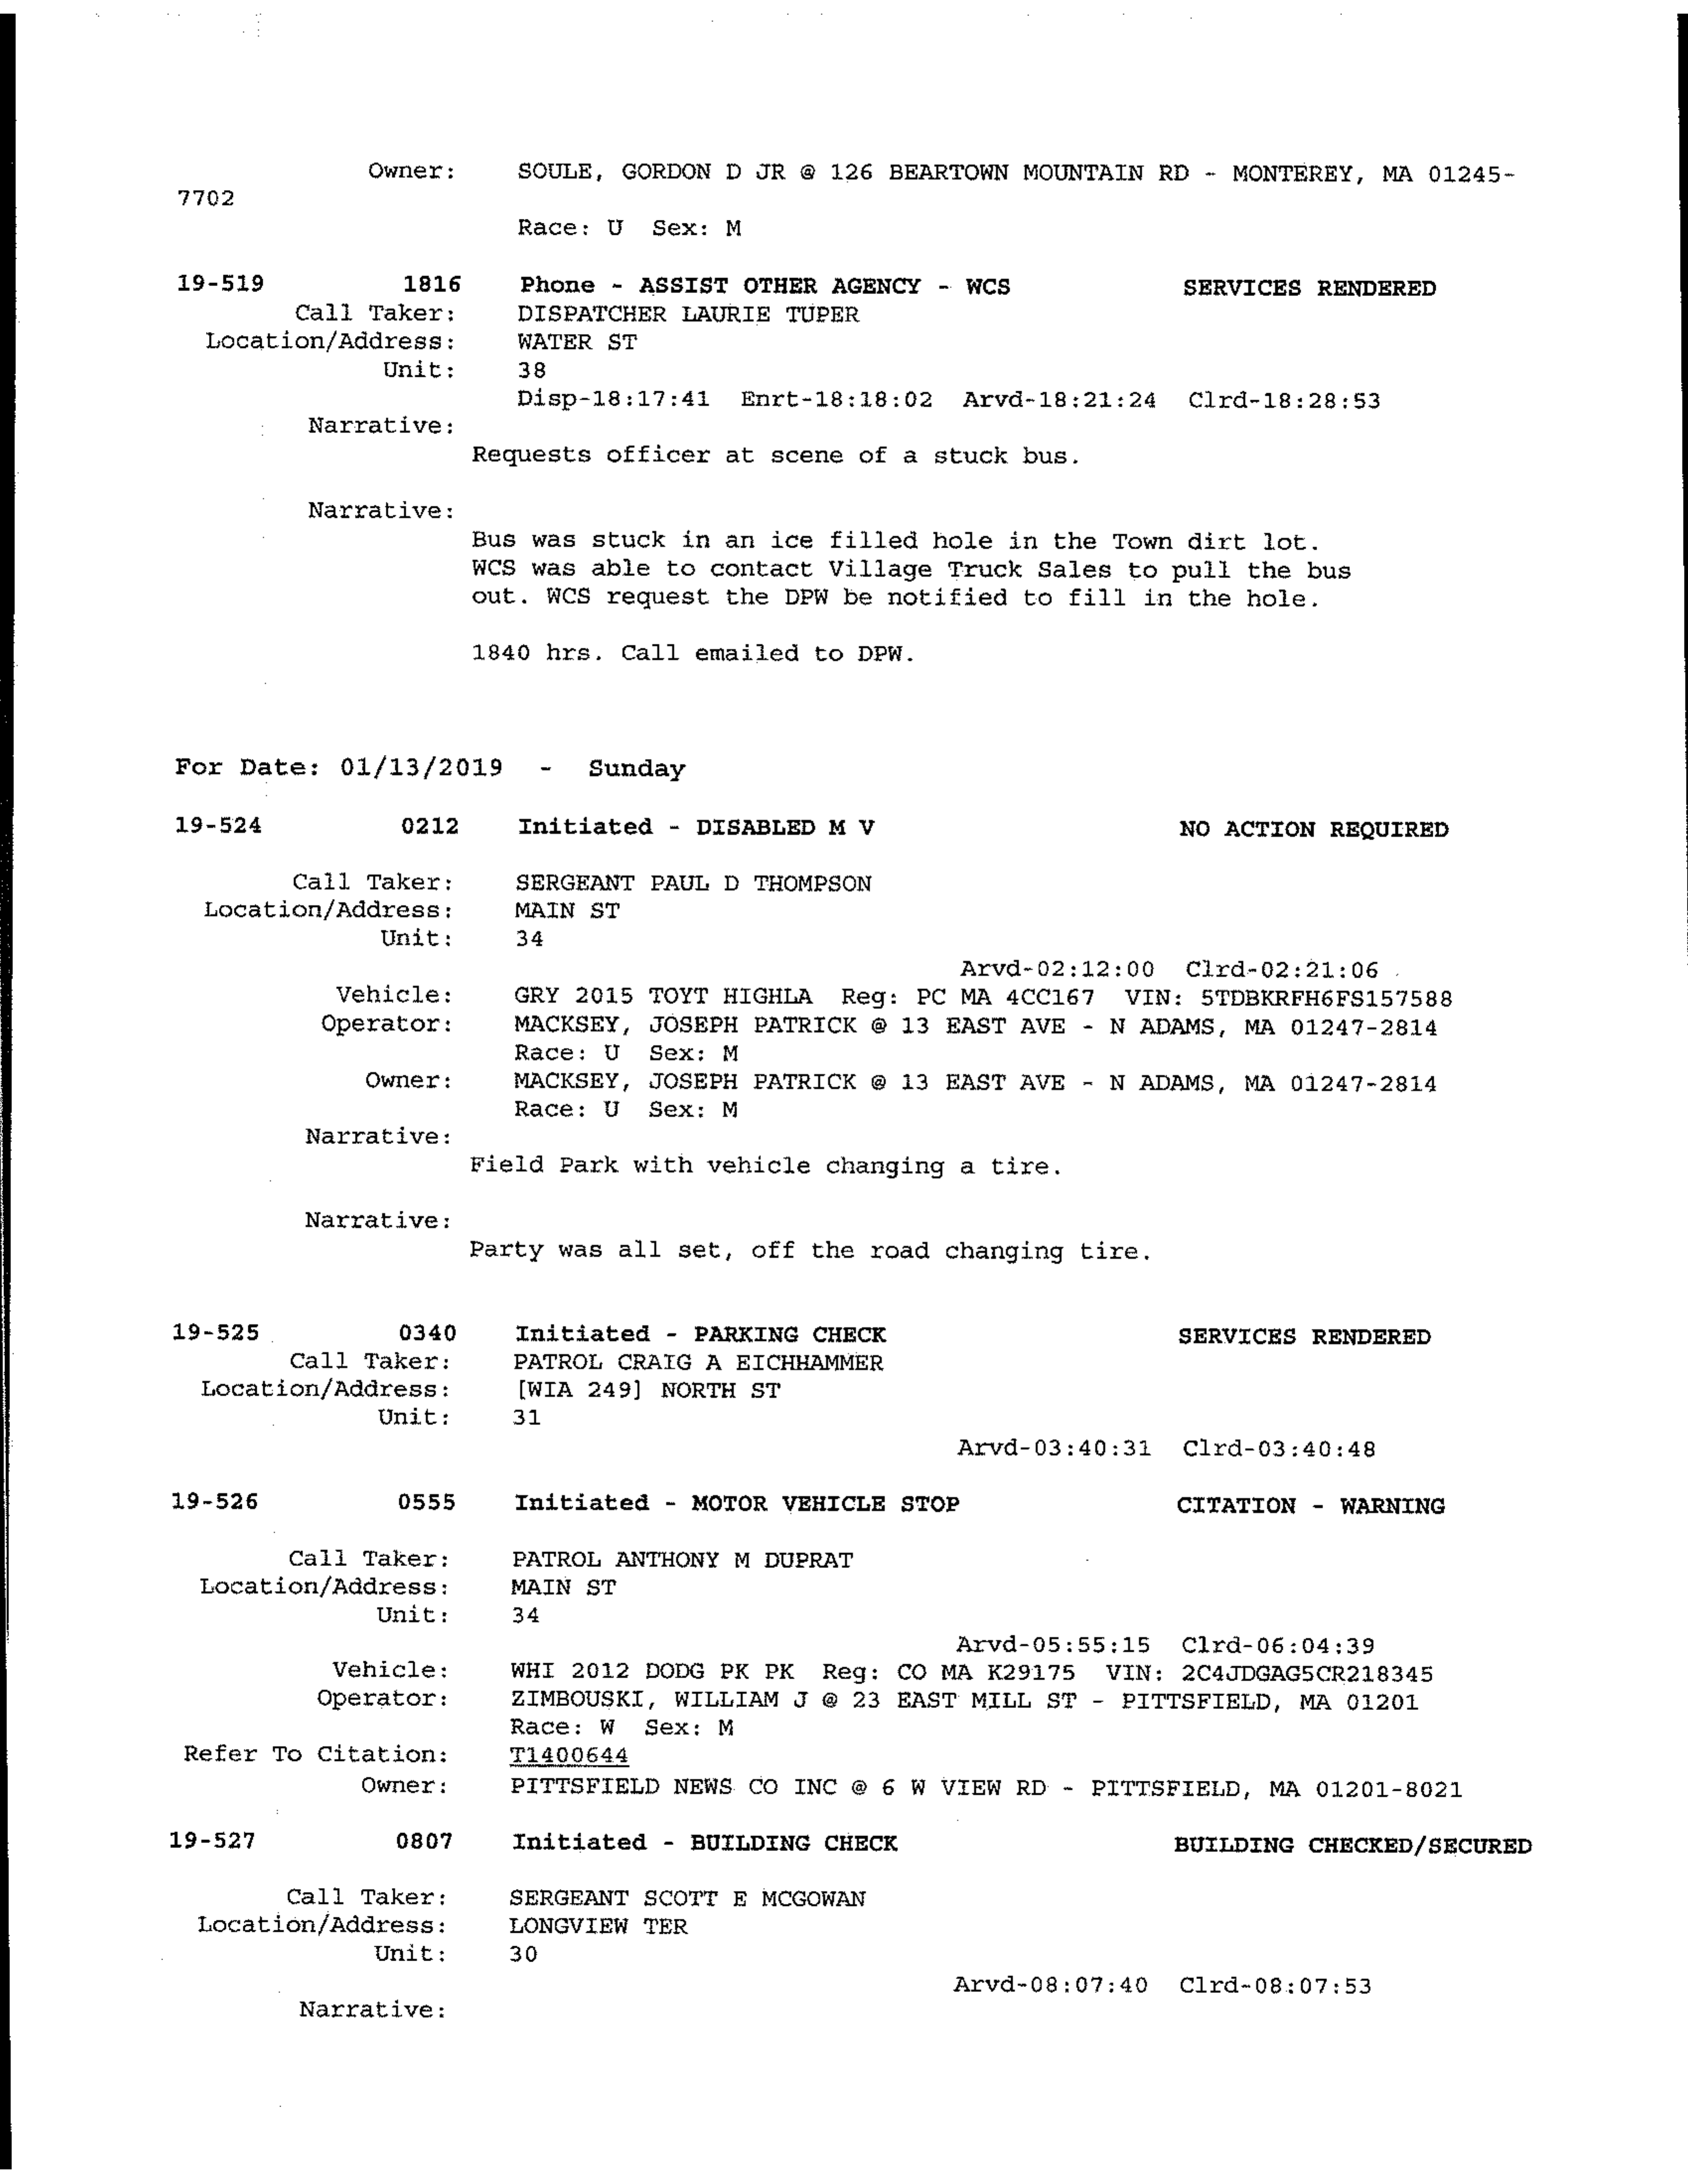 Owner: SOULE, GORDON D JR @ 126 BEARTOWN MOUNTAIN RD - MONTEREY, MA 01245-
7702
Race: U Sex: M
19-519 1816 Phone - ASSIST OTHER AGENCY - WCS SERVICES RENDERED
Call Taker: DISPATCHER LAURIE TUPER
Location/Address: WATER ST
Unit: 38
Disp-18:17:41 Enrt-18:18:02 Arvd-18:21:24 Clrd-18:28:53
Narrative:
Requests officer at scene of a stuck bus.
Narrative:
Bus was stuck in an ice filled hole in the Town dirt lot.
WCS was able to contact Village Truck Sales to pull the bus
out. WCS request the DPW be notified to fill in the hole.
1840 hrs. Call emailed to DPW.
For Date: 01/13/2019 - Sunday
19-524 0212 Initiated - DISABLED M V NO ACTION REQUIRED
Call Taker: SERGEANT PAUL D THOMPSON
Location/Address: MAIN ST
Unit: 34
Arvd-02:12:00 Clrd-02:21:06
Vehicle: GRY 2015 TOYT HIGHLA Reg: PC MA 4CC167 VIN: 5TDBKRFH6FS157588
Operator: MACKSEY, JOSEPH PATRICK @ 13 EAST AVE - N ADAMS, MA 01247-2814
Race: U Sex: M
Owner: MACKSEY, JOSEPH PATRICK @ 13 EAST AVE - N ADAMS, MA 01247-2814
Race: U Sex: M
Narrative:
Field Park with vehicle changing a tire.
Narrative:
Party was all set, off the road changing tire.
19-525 0340 Initiated - PARKING CHECK SERVICES RENDERED
Call Taker: PATROL CRAIG A EICHHAMMER
Location/Address: [WIA 249] NORTH ST
Unit: 31
Arvd-03:40:31 Clrd-03:40:48
19-526 0555 Initiated - MOTOR VEHICLE STOP CITATION - WARNING
Call Taker: PATROL ANTHONY M DUPRAT
Location/Address: MAIN ST
Unit: 34
Arvd-05:55:15 Clrd-06:04:39
Vehicle: WHI 2012 DODG PK PK Reg: CO MA K29175 VIN: 2C4JDGAG5CR218345
Operator: ZIMBOUSKI, WILLIAM J @ 23 EAST MILL ST - PITTSFIELD, MA 01201
Race: W Sex: M
Refer To Citation: T1400644
Owner: PITTSFIELD NEWS CO INC @ 6 W VIEW RD - PITTSFIELD, MA 01201-8021
19-527 0807 Initiated - BUILDING CHECK BUILDING CHECKED/SECURED
Call Taker: SERGEANT SCOTT E MCGOWAN
Location/Address: LONGVIEW TER
Unit: 30
Arvd-08:07:40 Clrd-08:07:53
Narrative: